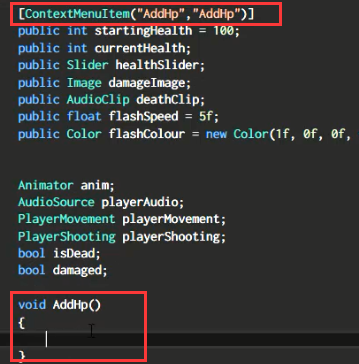 [ContextMenuItem("AddHp","AddHp")]
public int startingHealth = 100;
public int currentHealth;
public Slider healthSlider;
public Image damageImage;
public AudioClip deathClip;
public float flashSpeed = 5f;
public Color flashColour = new Color(1f, 0f, 0f,
Animator anim;
AudioSource playerAudio;
PlayerMovement playerMovement;
PlayerShooting playerShooting;
bool isDead;
bool damaged;
void AddHp()
{
}